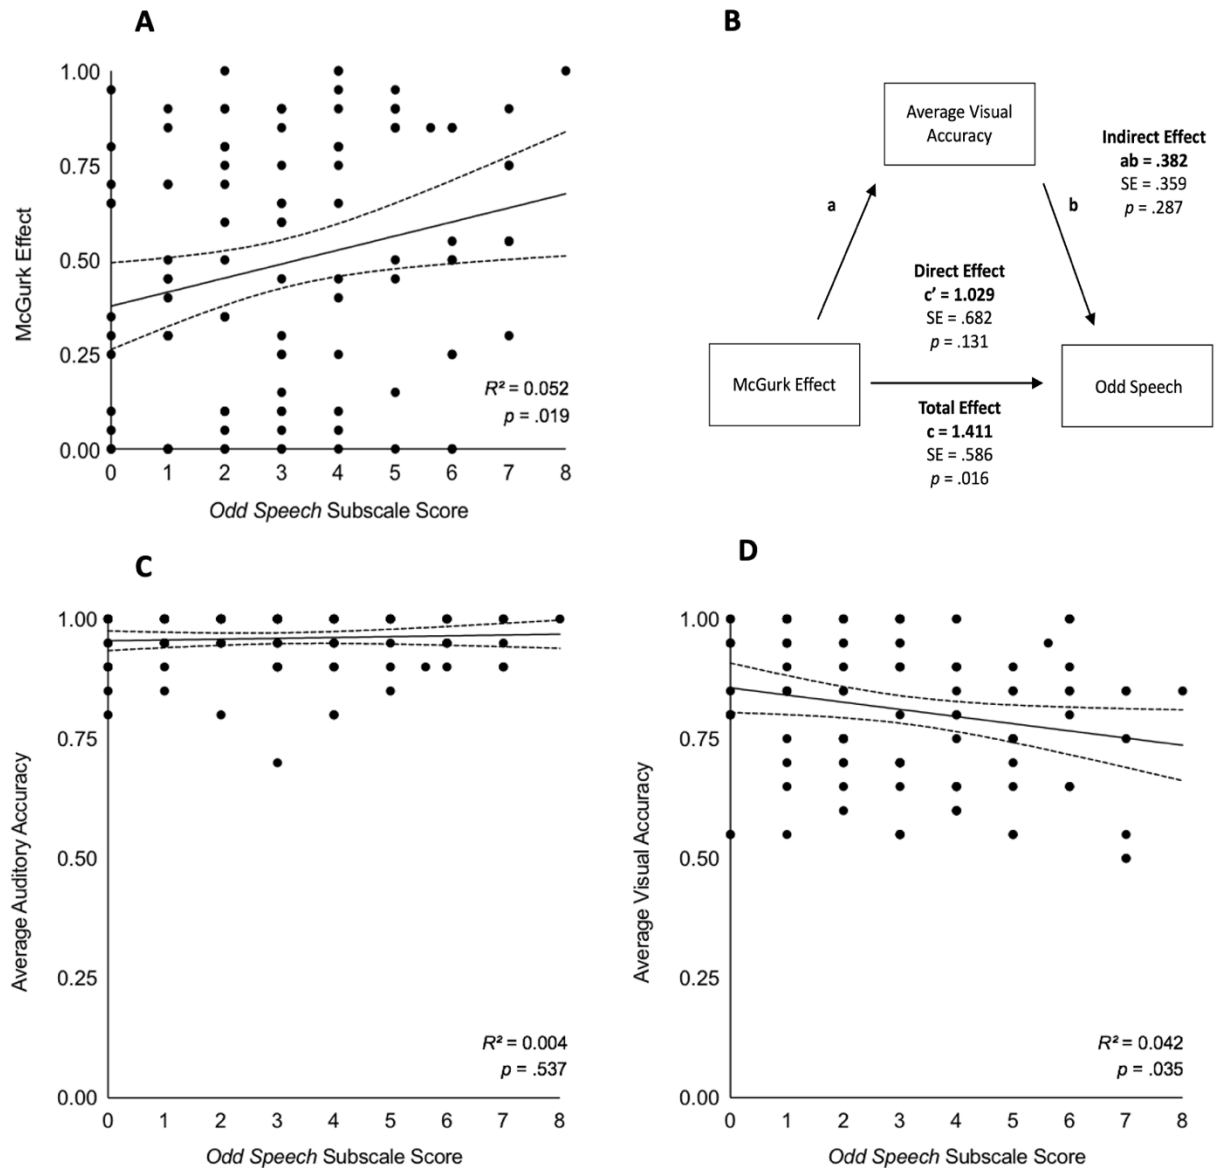 A
1.00
0.75
0.50
0.25
0.00
McGurk Effect
R² = 0.052
p = .019
0 1 2 3 4 5 6 7 8
Odd Speech Subscale Score
B
Average Visual
Accuracy
Indirect Effect
ab = .382
SE = .359
p = .287
a
b
Direct Effect
c' = 1.029
SE = .682
p = .131
McGurk Effect
Odd Speech
Total Effect
c = 1.411
SE = .586
p = .016
C
1.00
0.75
0.50
0.25
0.00
Average Auditory Accuracy
R² = 0.004
p = .537
0 1 2 3 4 5 6 7 8
Odd Speech Subscale Score
D
1.00
0.75
0.50
0.25
0.00
Average Visual Accuracy
R² = 0.042
p = .035
0 1 2 3 4 5 6 7 8
Odd Speech Subscale Score